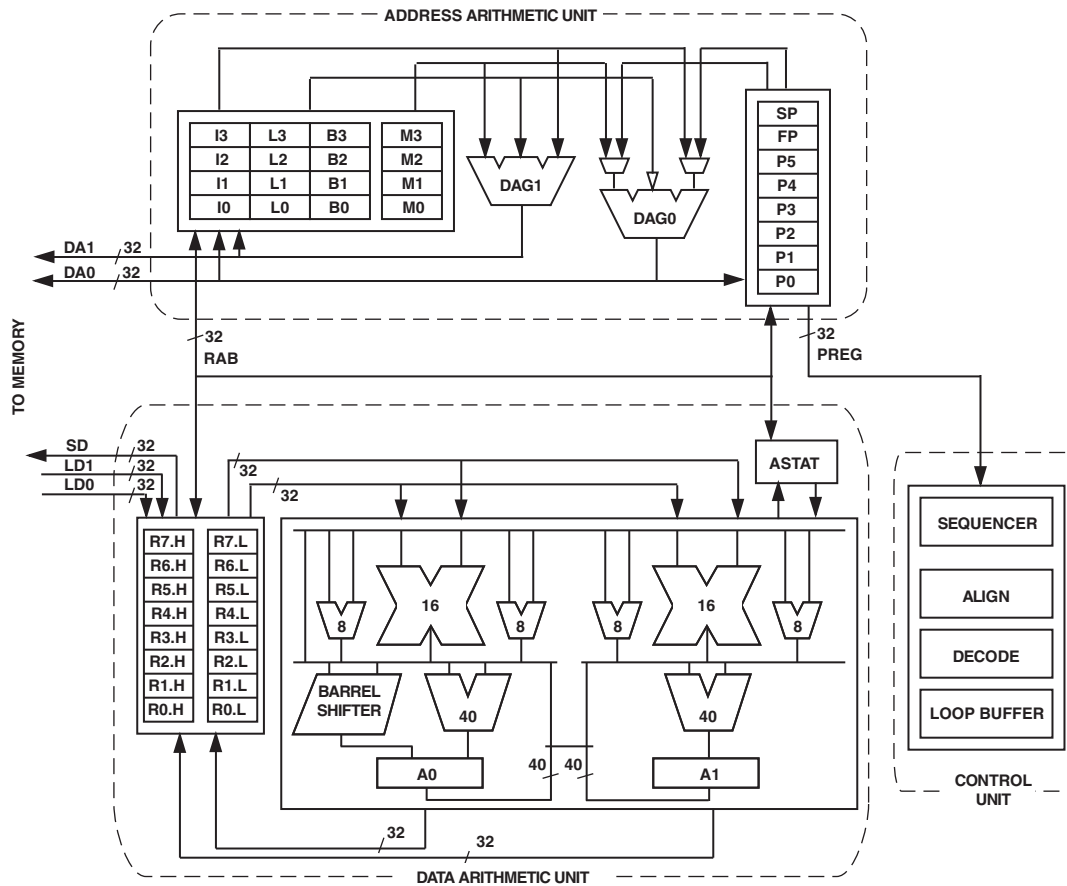 ADDRESS ARITHMETIC UNIT
SP
FP
P5
P4
P3
P2
P1
P0
I3 L3 B3 M3
I2 L2 B2 M2
I1 L1 B1 M1
I0 L0 B0 M0
DAG1
DAG0
DA1 32
DA0 32
32
RAB
32
PREG
TO MEMORY
SD 32
LD1 32
LD0 32
32
32
ASTAT
R7.H R7.L
R6.H R6.L
R5.H R5.L
R4.H R4.L
R3.H R3.L
R2.H R2.L
R1.H R1.L
R0.H R0.L
8 16 8 8 16 8
BARREL
SHIFTER
40 40
A0 40 40 A1
32
32
DATA ARITHMETIC UNIT
SEQUENCER
ALIGN
DECODE
LOOP BUFFER
CONTROL
UNIT